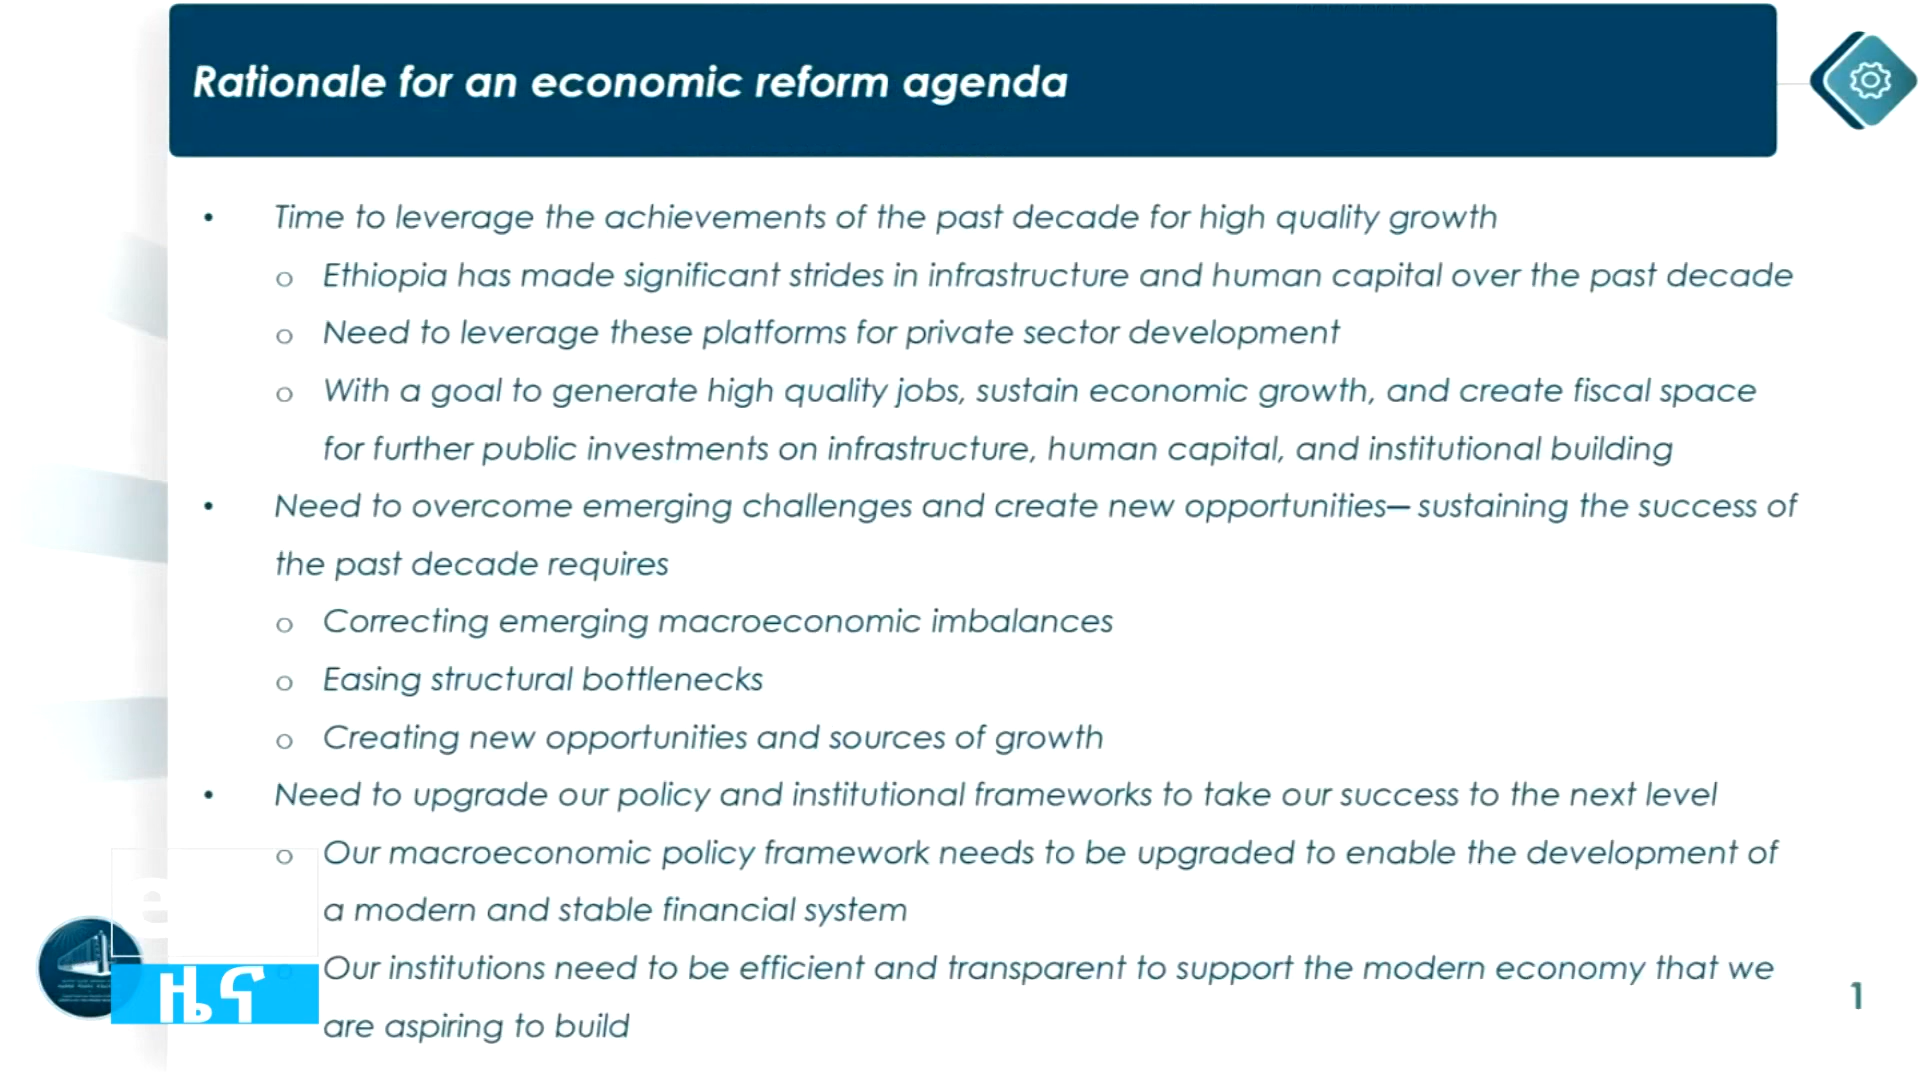 Rationale for an economic reform agenda
• Time to leverage the achievements of the past decade for high quality growth
o Ethiopia has made significant strides in infrastructure and human capital over the past decade
o Need to leverage these platforms for private sector development
o With a goal to generate high quality jobs, sustain economic growth, and create fiscal space
for further public investments on infrastructure, human capital, and institutional building
• Need to overcome emerging challenges and create new opportunities— sustaining the success of
the past decade requires
o Correcting emerging macroeconomic imbalances
o Easing structural bottlenecks
o Creating new opportunities and sources of growth
• Need to upgrade our policy and institutional frameworks to take our success to the next level
o Our macroeconomic policy framework needs to be upgraded to enable the development of
a modern and stable financial system
o Our institutions need to be efficient and transparent to support the modern economy that we
are aspiring to build
e
ዜና
1